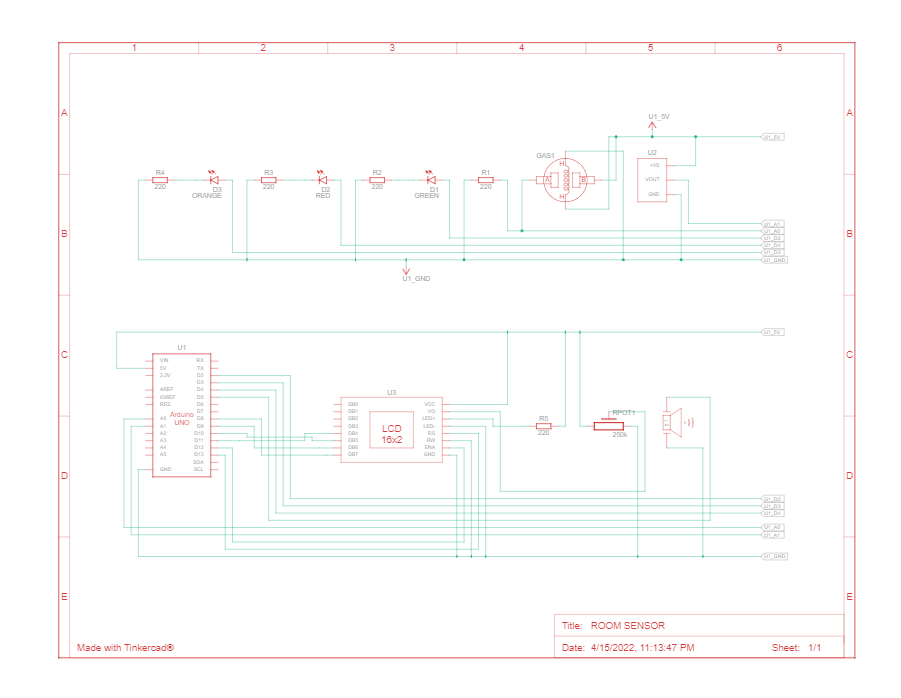 1 2 3 4 5 6
A A
U1_5V
U1_5V
GAS1 U2
+VS
H
R4 R3 R2 R1 A B VOUT
220 D3 220 D2 220 D1 220 H GND
ORANGE RED GREEN
U1_A1
U1_A0
B U1_D2 B
U1_D4
U1_D3
U1_GND
U1_GND
U1_5V
C U1 C
VIN RX
5V TX
3.3V D2
D3
AREF D4
IOREF D5
RES D6
D7
A0 D8
A1 D9
A2 D10
A3 D11
A4 D12
A5 D13
SDA
GND SCL
Arduino
UNO
U3
DB0 VCC
DB1 VO
DB2 LED+
DB3 LED-
DB4 RS
DB5 RW
DB6 ENA
DB7 GND
LCD
16x2
R5 RPOT1
220 250k
D D
U1_D2
U1_D3
U1_D4
U1_A0
U1_A1
U1_GND
E E
Title: ROOM SENSOR
Made with Tinkercad® Date: 4/15/2022, 11:13:47 PM Sheet: 1/1